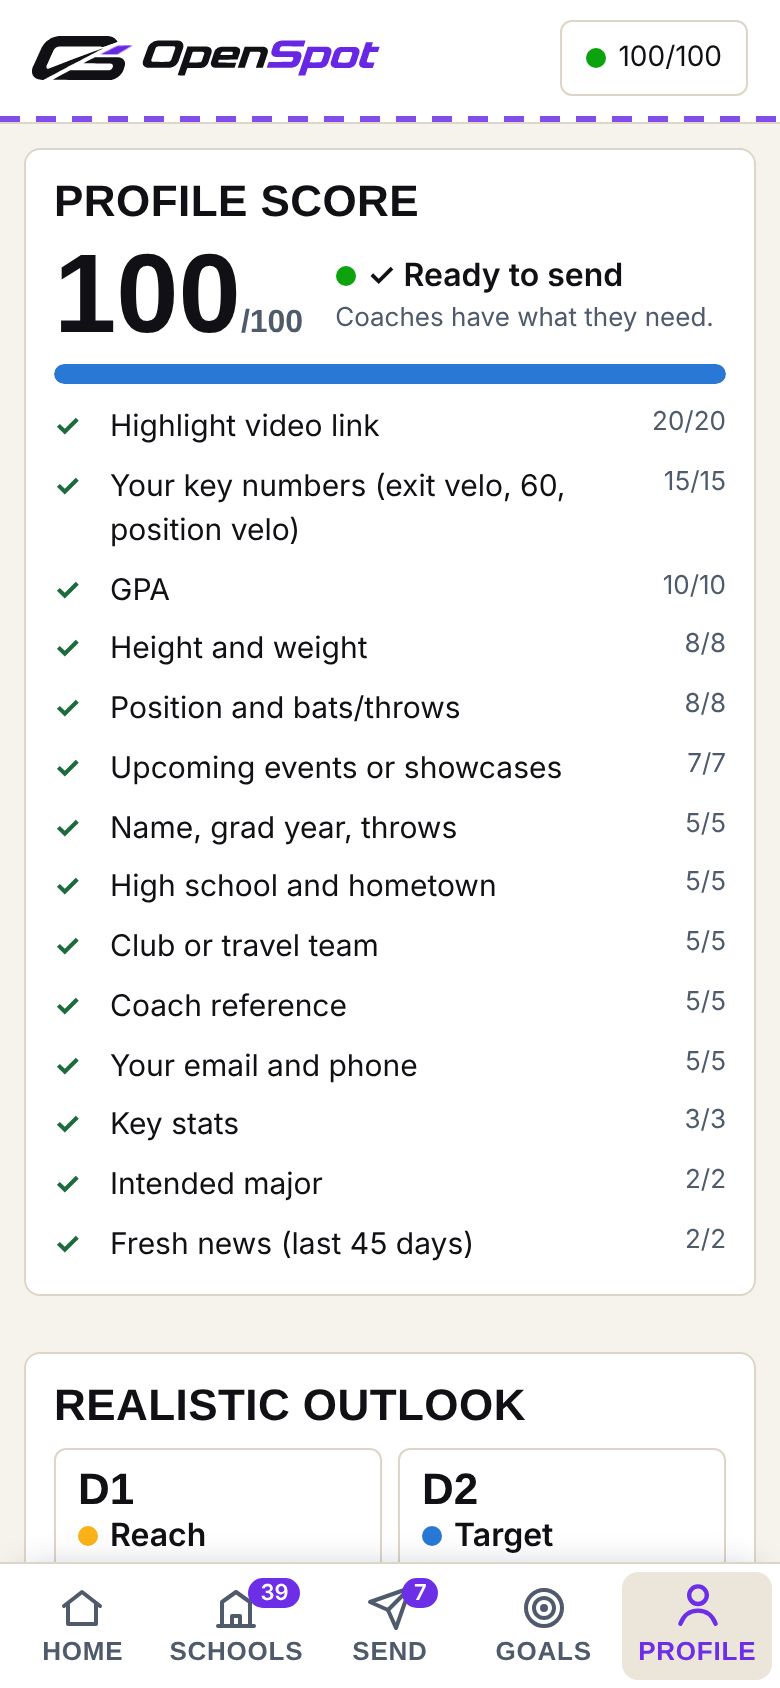 OpenSpot
100/100
PROFILE SCORE
100/100
✓ Ready to send
Coaches have what they need.
✓ Highlight video link 20/20
✓ Your key numbers (exit velo, 60, 15/15
position velo)
✓ GPA 10/10
✓ Height and weight 8/8
✓ Position and bats/throws 8/8
✓ Upcoming events or showcases 7/7
✓ Name, grad year, throws 5/5
✓ High school and hometown 5/5
✓ Club or travel team 5/5
✓ Coach reference 5/5
✓ Your email and phone 5/5
✓ Key stats 3/3
✓ Intended major 2/2
✓ Fresh news (last 45 days) 2/2
REALISTIC OUTLOOK
D1
Reach
D2
Target
39
7
HOME SCHOOLS SEND GOALS PROFILE